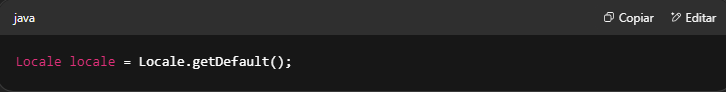 java
Copiar
Editar
Locale locale = Locale.getDefault();